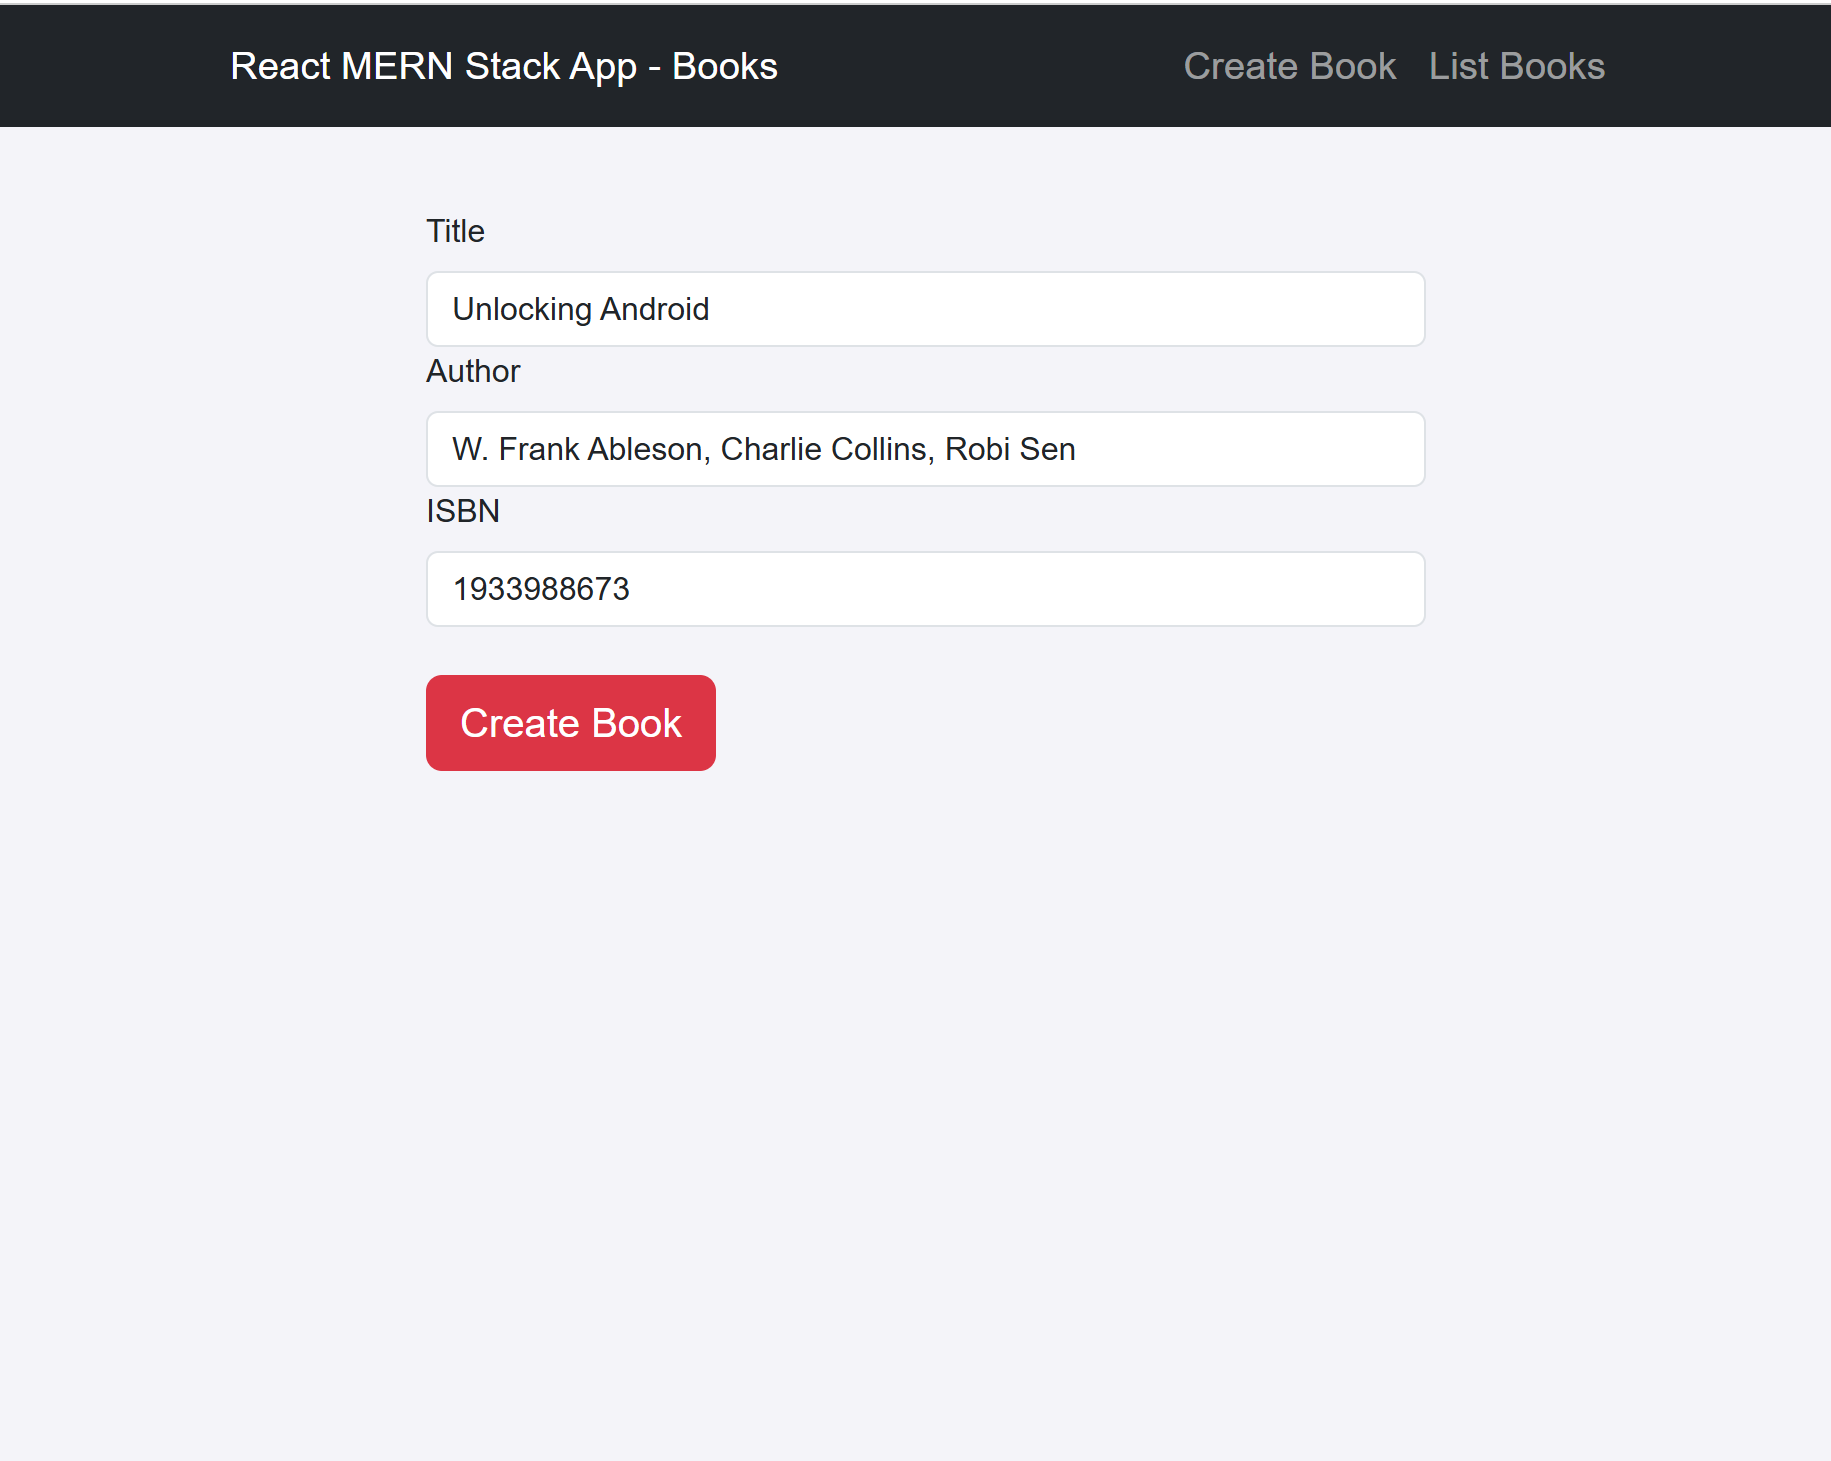 React MERN Stack App - Books
Create Book List Books
Title
Unlocking Android
Author
W. Frank Ableson, Charlie Collins, Robi Sen
ISBN
1933988673
Create Book